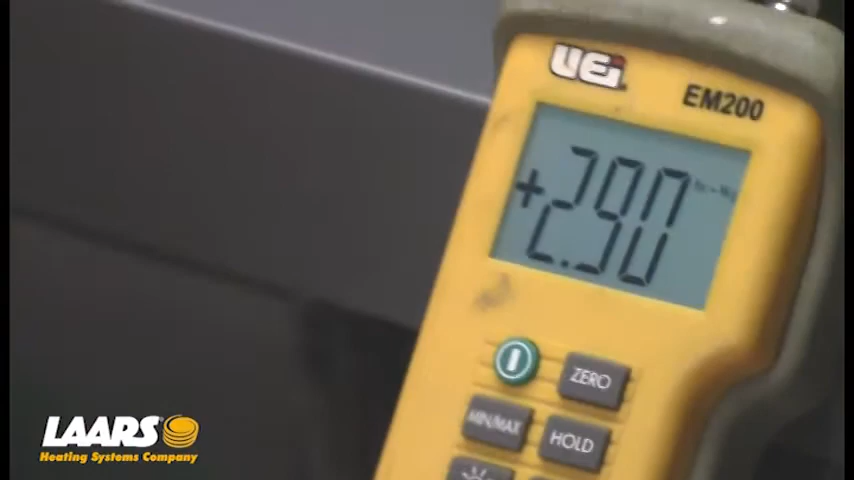 UEi
EM200
+2.90
ZERO
MIN/MAX
HOLD
LAARS
Heating Systems Company